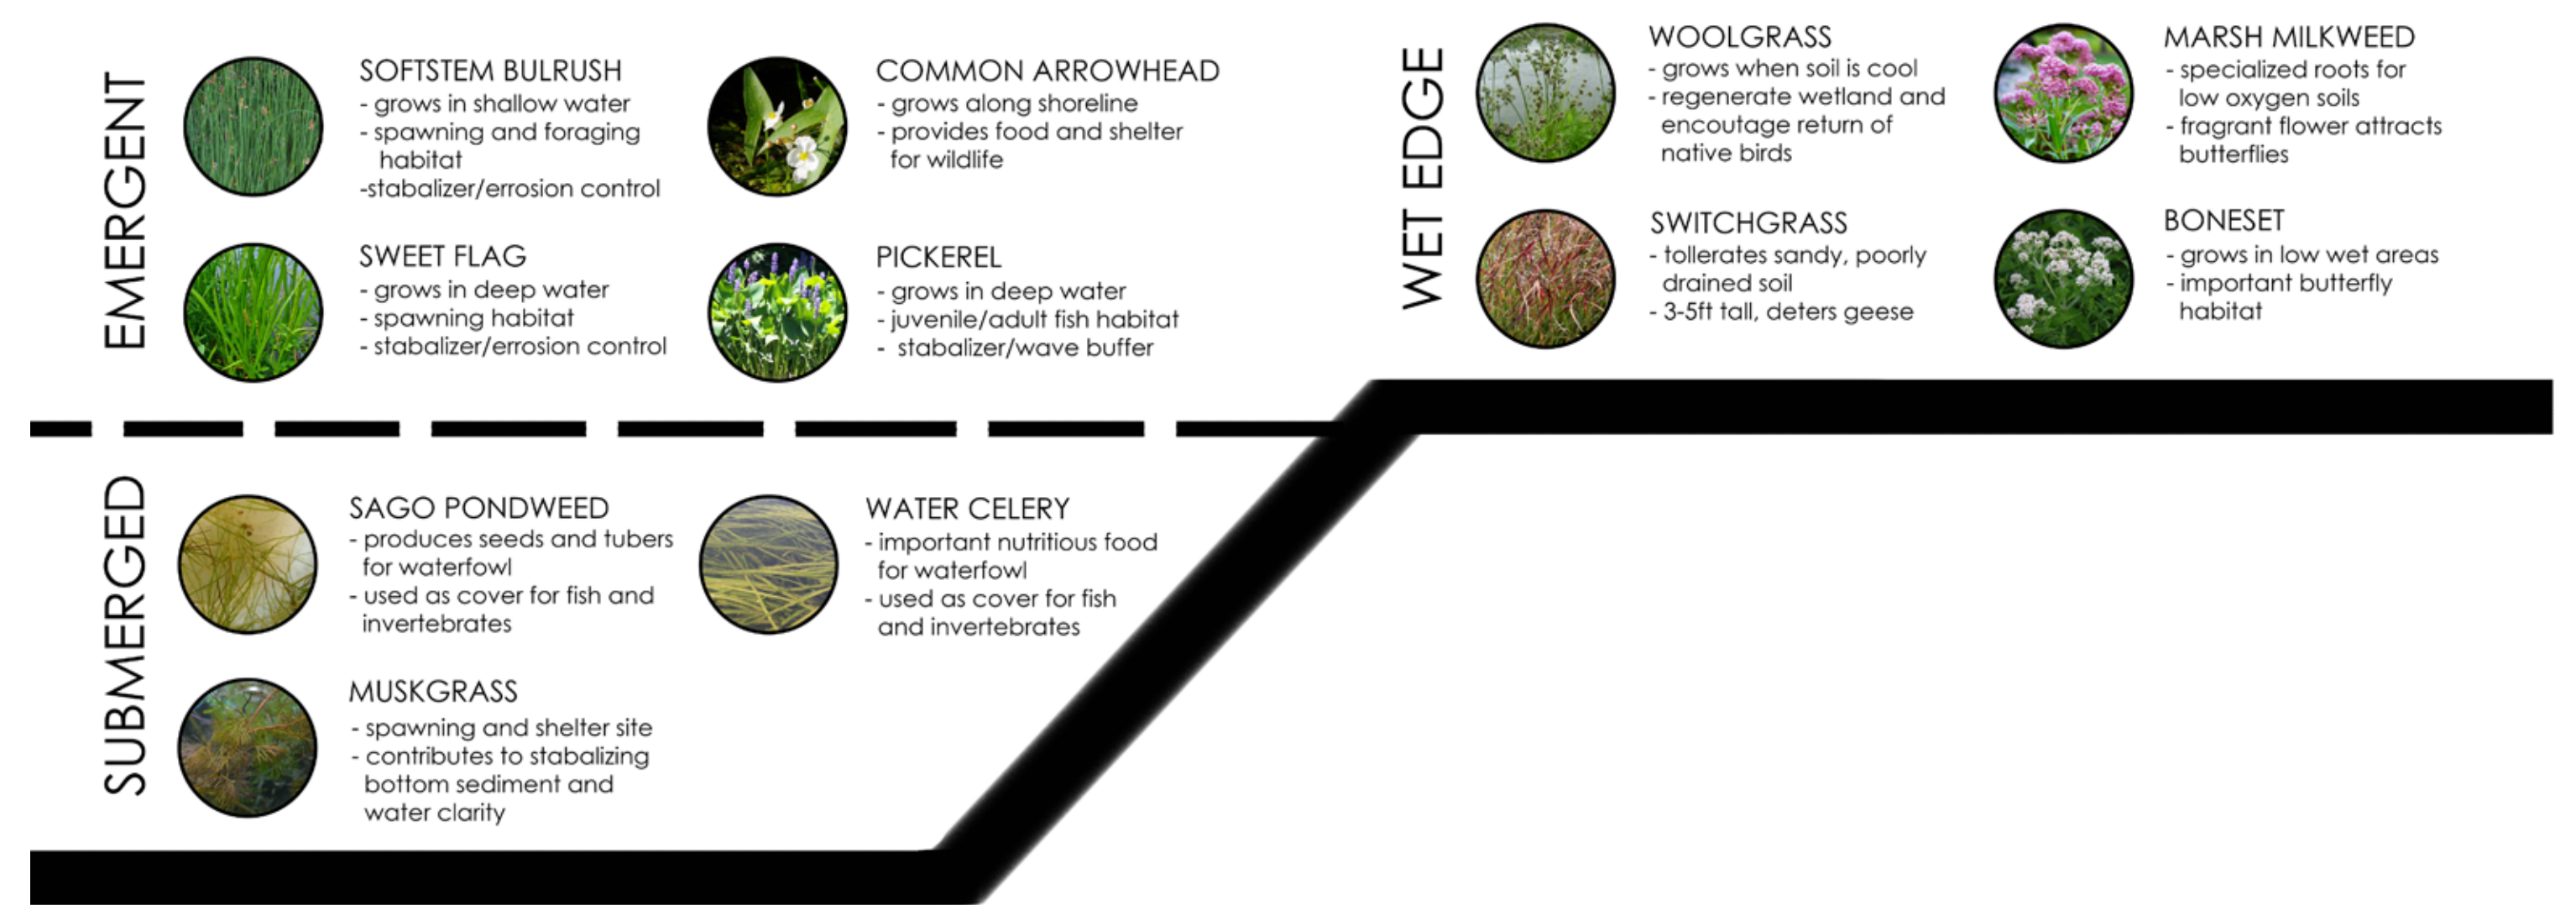 EMERGENT
SOFTSTEM BULRUSH
- grows in shallow water
- spawning and foraging
habitat
-stabalizer/errosion control
COMMON ARROWHEAD
- grows along shoreline
- provides food and shelter
for wildlife
SWEET FLAG
- grows in deep water
- spawning habitat
- stabalizer/errosion control
PICKEREL
- grows in deep water
- juvenile/adult fish habitat
- stabalizer/wave buffer
WET EDGE
WOOLGRASS
- grows when soil is cool
- regenerate wetland and
encoutage return of
native birds
MARSH MILKWEED
- specialized roots for
low oxygen soils
- fragrant flower attracts
butterflies
SWITCHGRASS
- tollerates sandy, poorly
drained soil
- 3-5ft tall, deters geese
BONESET
- grows in low wet areas
- important butterfly
habitat
SUBMERGED
SAGO PONDWEED
- produces seeds and tubers
for waterfowl
- used as cover for fish and
invertebrates
WATER CELERY
- important nutritious food
for waterfowl
- used as cover for fish
and invertebrates
MUSKGRASS
- spawning and shelter site
- contributes to stabalizing
bottom sediment and
water clarity